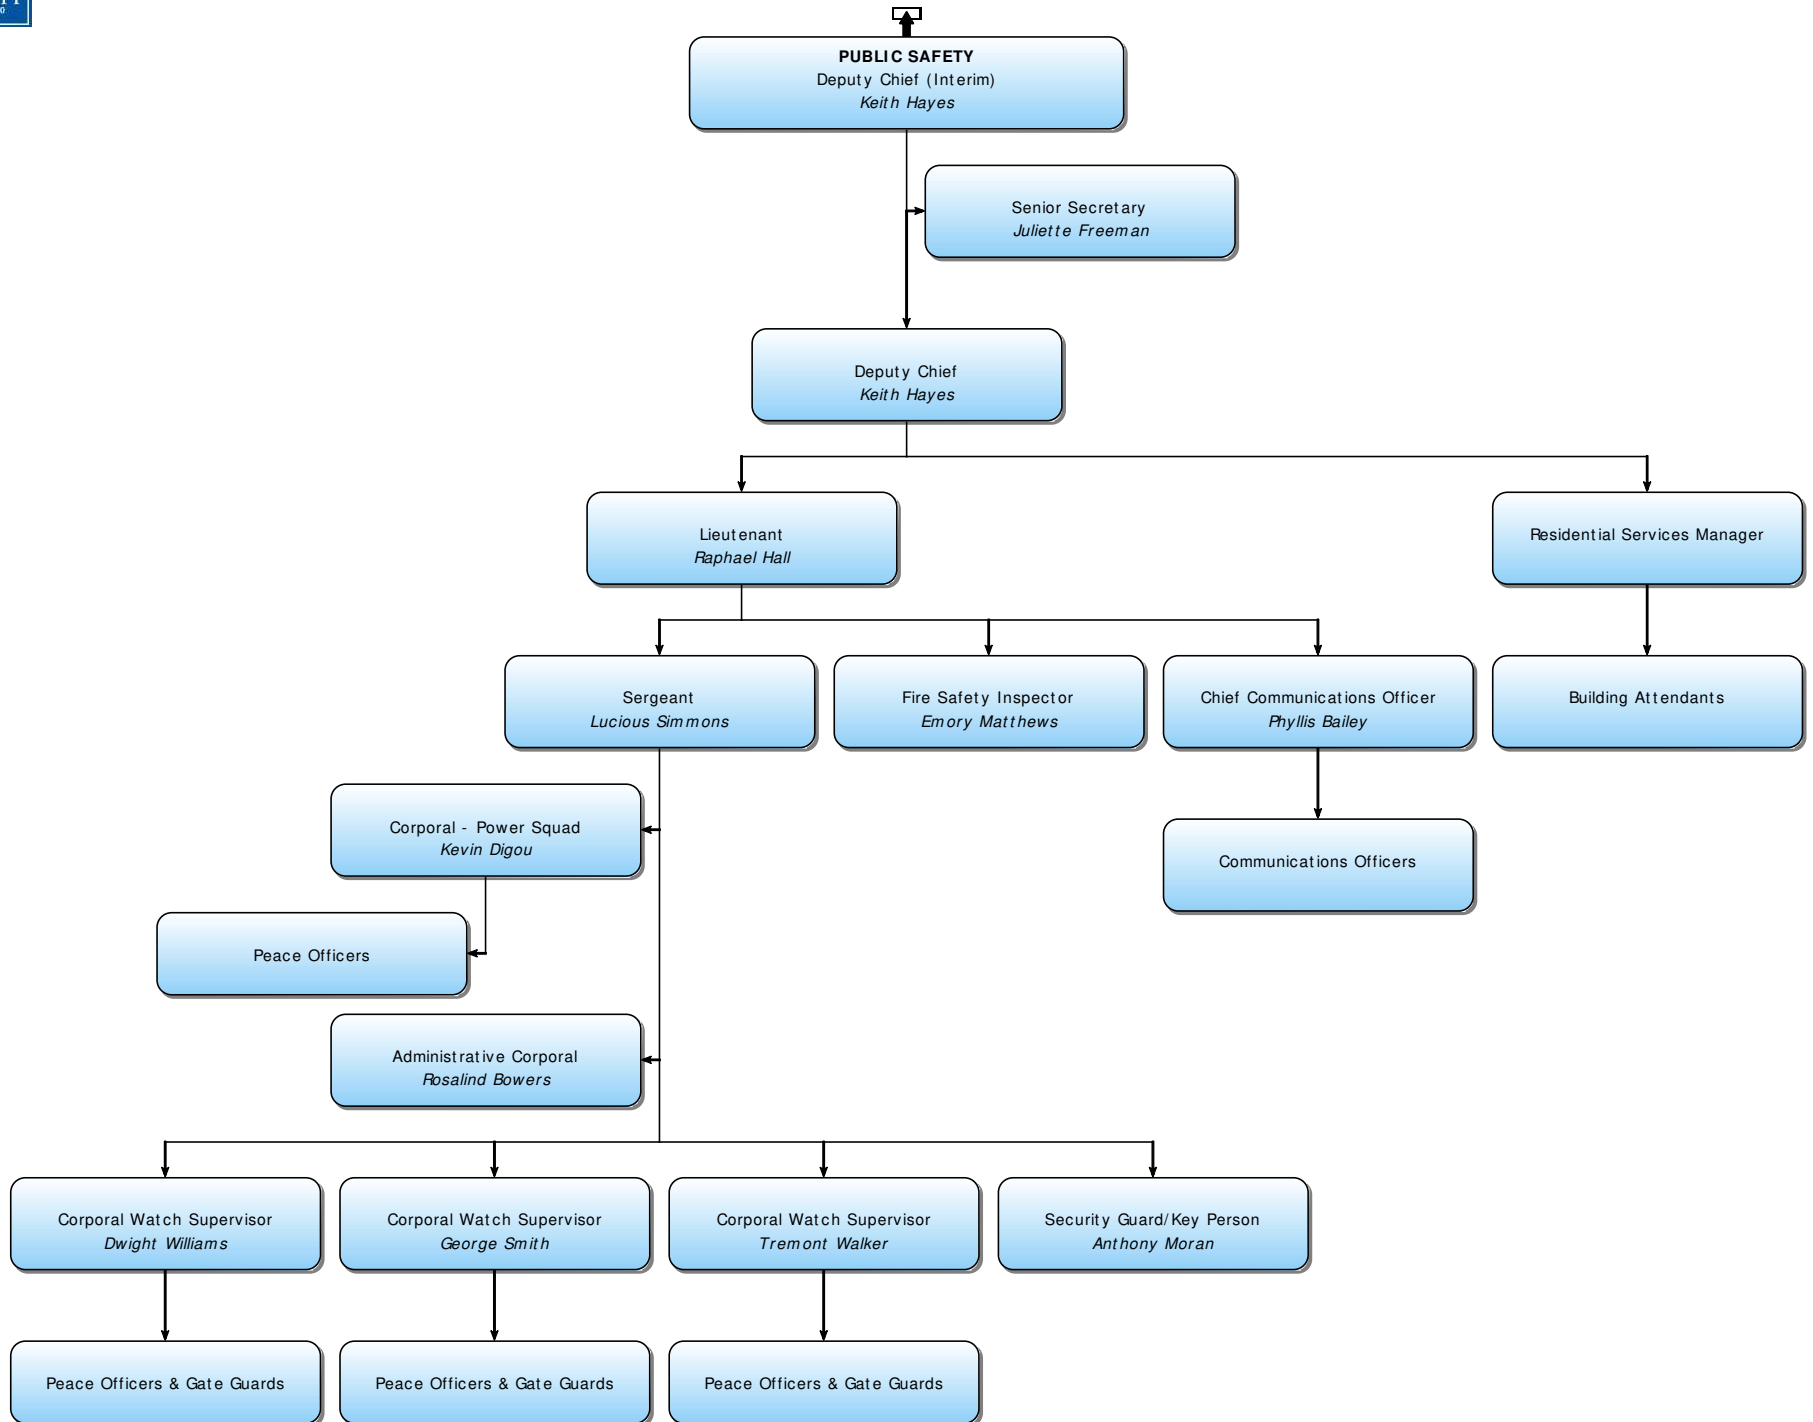 PUBLIC SAFETY
Deputy Chief (Interim)
Keith Hayes
Senior Secretary
Juliette Freeman
Deputy Chief
Keith Hayes
Lieutenant
Raphael Hall
Residential Services Manager
Sergeant
Lucious Simmons
Fire Safety Inspector
Emory Matthews
Chief Communications Officer
Phyllis Bailey
Building Attendants
Corporal - Power Squad
Kevin Digou
Communications Officers
Peace Officers
Administrative Corporal
Rosalind Bowers
Corporal Watch Supervisor
Dwight Williams
Corporal Watch Supervisor
George Smith
Corporal Watch Supervisor
Tremont Walker
Security Guard/Key Person
Anthony Moran
Peace Officers & Gate Guards
Peace Officers & Gate Guards
Peace Officers & Gate Guards